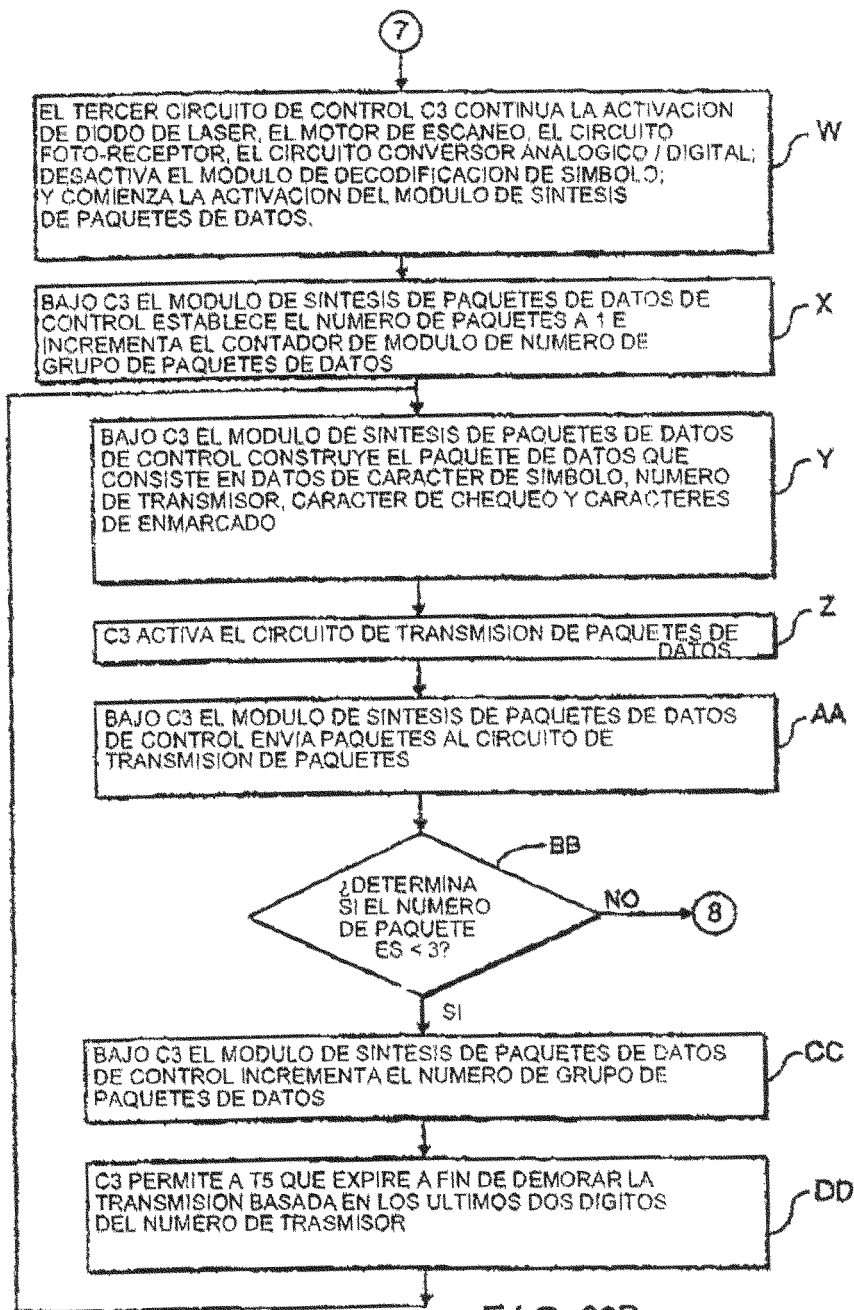 7
EL TERCER CIRCUITO DE CONTROL C3 CONTINUA LA ACTIVACION
DE DIODO DE LASER, EL MOTOR DE ESCANEO, EL CIRCUITO
FOTO-RECEPTOR, EL CIRCUITO CONVERSOR ANALOGICO / DIGITAL;
DESACTIVA EL MODULO DE DECODIFICACION DE SIMBOLO;
Y COMIENZA LA ACTIVACION DEL MODULO DE SINTESIS
DE PAQUETES DE DATOS.
W
BAJO C3 EL MODULO DE SINTESIS DE PAQUETES DE DATOS DE
CONTROL ESTABLECE EL NUMERO DE PAQUETES A 1 E
INCREMENTA EL CONTADOR DE MODULO DE NUMERO DE
GRUPO DE PAQUETES DE DATOS
X
BAJO C3 EL MODULO DE SINTESIS DE PAQUETES DE DATOS
DE CONTROL CONSTRUYE EL PAQUETE DE DATOS QUE
CONSISTE EN DATOS DE CARACTER DE SIMBOLO, NUMERO
DE TRANSMISOR, CARACTER DE CHEQUEO Y CARACTERES
DE ENMARCADO
Y
C3 ACTIVA EL CIRCUITO DE TRANSMISION DE PAQUETES DE
DATOS
Z
BAJO C3 EL MODULO DE SINTESIS DE PAQUETES DE DATOS
DE CONTROL ENVIA PAQUETES AL CIRCUITO DE
TRANSMISION DE PAQUETES
AA
¿DETERMINA
SI EL NUMERO
DE PAQUETE
ES < 3?
BB
NO
8
SI
BAJO C3 EL MODULO DE SINTESIS DE PAQUETES DE DATOS
DE CONTROL INCREMENTA EL NUMERO DE GRUPO DE
PAQUETES DE DATOS
CC
C3 PERMITE A T5 QUE EXPIRE A FIN DE DEMORAR LA
TRANSMISION BASADA EN LOS ULTIMOS DOS DIGITOS
DEL NUMERO DE TRASMISOR
DD